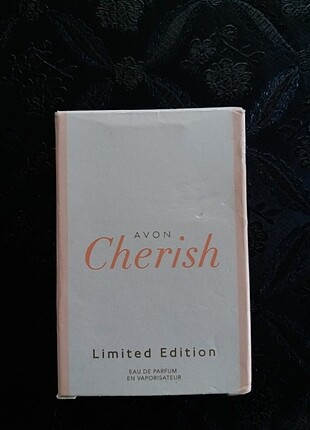 AVON
Cherish
Limited Edition
EAU DE PARFUM
EN VAPORISATEUR